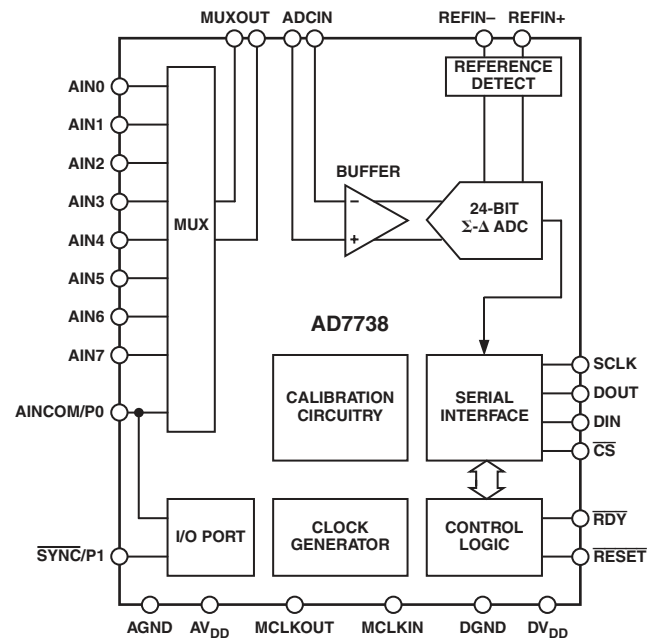 MUXOUT ADCIN REFIN– REFIN+
REFERENCE
DETECT
AIN0
AIN1
AIN2
AIN3
AIN4
AIN5
AIN6
AIN7
AINCOM/P0
SYNC/P1
MUX
BUFFER
–
+
24-BIT
Σ-Δ ADC
AD7738
CALIBRATION
CIRCUITRY
SERIAL
INTERFACE
SCLK
DOUT
DIN
CS
I/O PORT
CLOCK
GENERATOR
CONTROL
LOGIC
RDY
RESET
AGND AVDD MCLKOUT MCLKIN DGND DVDD